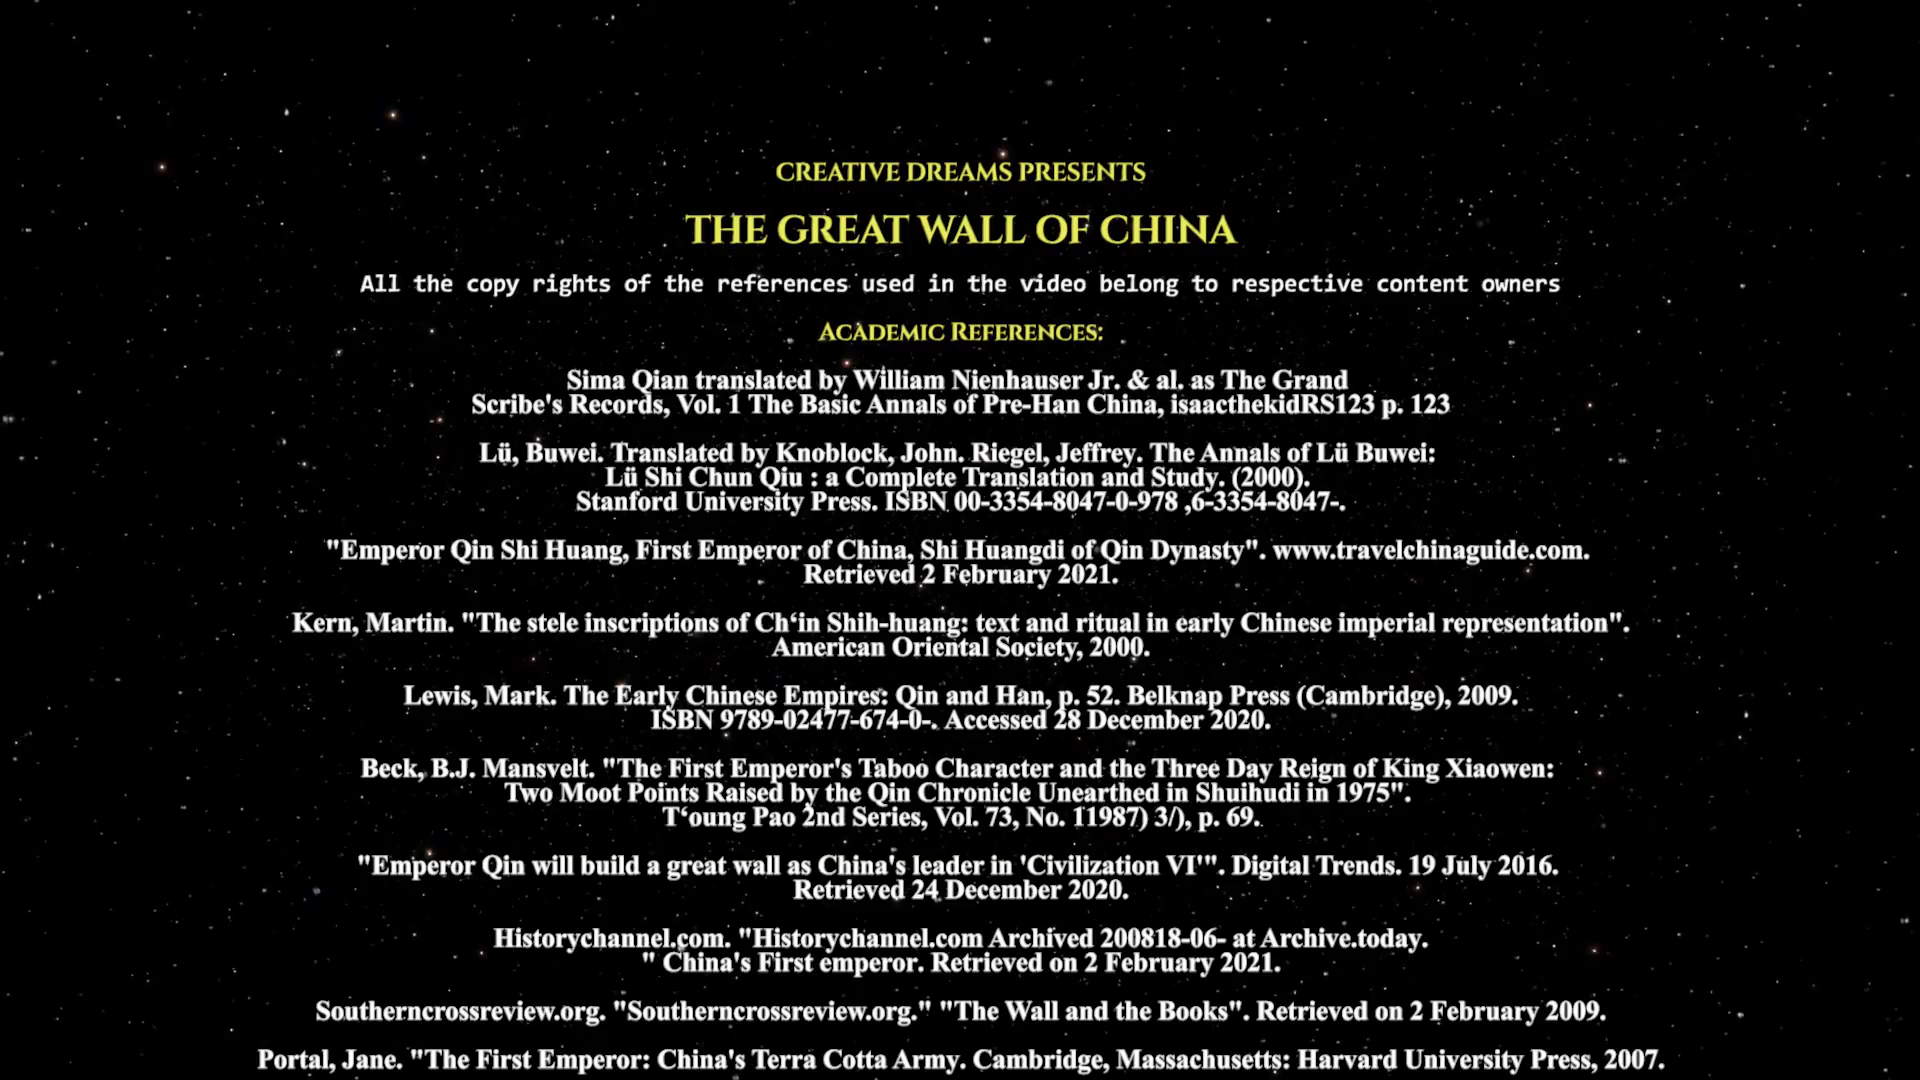 CREATIVE DREAMS PRESENTS
THE GREAT WALL OF CHINA
All the copy rights of the references used in the video belong to respective content owners
ACADEMIC REFERENCES:
Sima Qian translated by William Nienhauser Jr. & al. as The Grand
Scribe's Records, Vol. 1 The Basic Annals of Pre-Han China, isaacthekidRS123 p. 123
Lü, Buwei. Translated by Knoblock, John. Riegel, Jeffrey. The Annals of Lü Buwei:
Lü Shi Chun Qiu : a Complete Translation and Study. (2000).
Stanford University Press. ISBN 00-3354-8047-0-978 ,6-3354-8047-.
"Emperor Qin Shi Huang, First Emperor of China, Shi Huangdi of Qin Dynasty". www.travelchinaguide.com.
Retrieved 2 February 2021.
Kern, Martin. "The stele inscriptions of Ch‘in Shih-huang: text and ritual in early Chinese imperial representation".
American Oriental Society, 2000.
Lewis, Mark. The Early Chinese Empires: Qin and Han, p. 52. Belknap Press (Cambridge), 2009.
ISBN 9789-02477-674-0-. Accessed 28 December 2020.
Beck, B.J. Mansvelt. "The First Emperor's Taboo Character and the Three Day Reign of King Xiaowen:
Two Moot Points Raised by the Qin Chronicle Unearthed in Shuihudi in 1975".
T‘oung Pao 2nd Series, Vol. 73, No. 11987) 3/), p. 69.
"Emperor Qin will build a great wall as China's leader in 'Civilization VI'". Digital Trends. 19 July 2016.
Retrieved 24 December 2020.
Historychannel.com. "Historychannel.com Archived 200818-06- at Archive.today.
" China's First emperor. Retrieved on 2 February 2021.
Southerncrossreview.org. "Southerncrossreview.org." "The Wall and the Books". Retrieved on 2 February 2009.
Portal, Jane. "The First Emperor: China's Terra Cotta Army. Cambridge, Massachusetts: Harvard University Press, 2007.